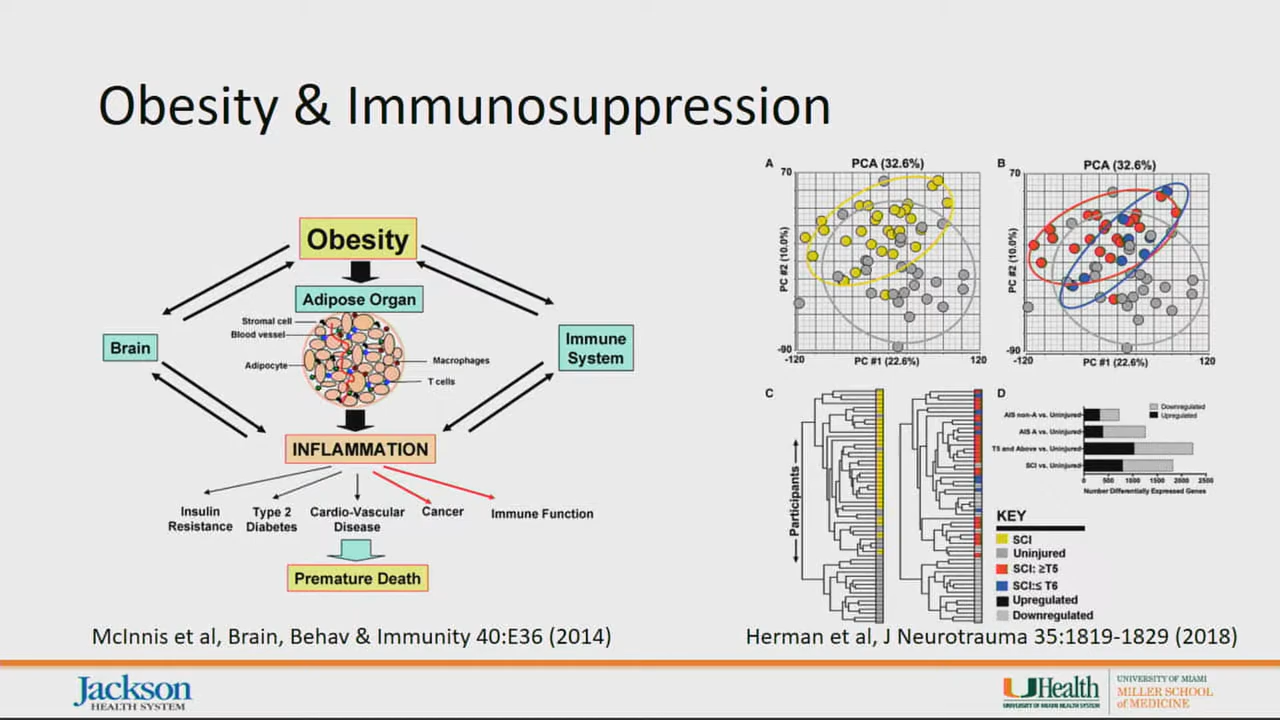 Obesity & Immunosuppression
Obesity
Adipose Organ
Stromal cell
Blood vessel
Adipocyte
Macrophages
T cells
Brain
Immune
System
INFLAMMATION
Insulin
Resistance
Type 2
Diabetes
Cardio-Vascular
Disease
Cancer
Immune Function
Premature Death
McInnis et al, Brain, Behav & Immunity 40:E36 (2014)
A
PCA (32.6%)
70
PC #2 (10.0%)
-90
-120
PC #1 (22.6%)
120
B
PCA (32.6%)
70
PC #2 (10.0%)
-90
-120
PC #1 (22.6%)
120
C
Participants
D
Downregulated
Upregulated
AIS non-A vs. Uninjured
AIS A vs. Uninjured
T5 and Above vs. Uninjured
SCI vs. Uninjured
0 500 1000 1500 2000 2500
Number Differentially Expressed Genes
KEY
SCI
Uninjured
SCI: ≥T5
SCI:≤ T6
Upregulated
Downregulated
Herman et al, J Neurotrauma 35:1819-1829 (2018)
Jackson
HEALTH SYSTEM
UHealth
UNIVERSITY OF MIAMI HEALTH SYSTEM
UNIVERSITY OF MIAMI
MILLER SCHOOL
of MEDICINE